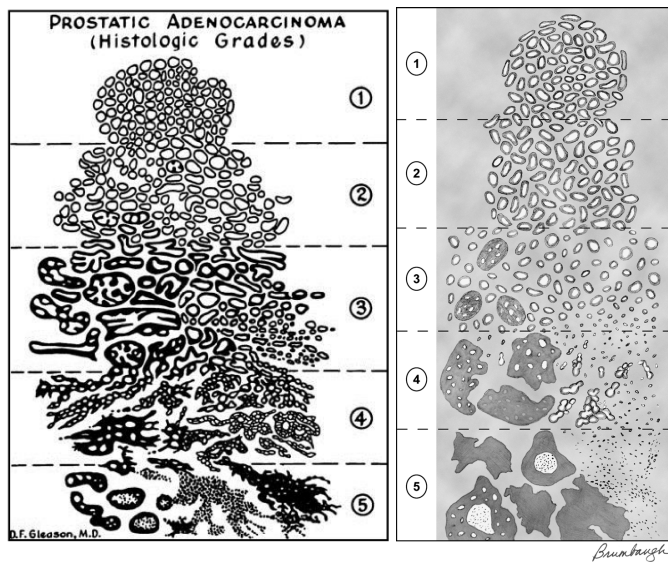 PROSTATIC ADENOCARCINOMA
(Histologic Grades)
1
2
3
4
5
D.F. Gleason, M.D.
1
2
3
4
5
Brumbaugh